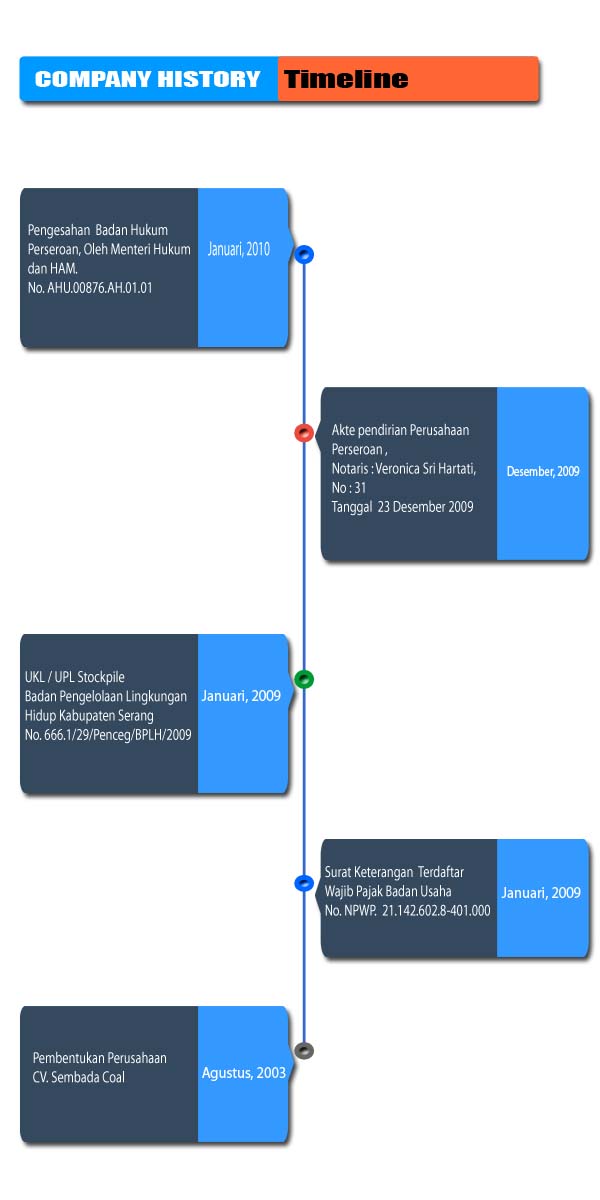 COMPANY HISTORY Timeline
Pengesahan Badan Hukum
Perseroan, Oleh Menteri Hukum
dan HAM.
No. AHU.00876.AH.01.01
Januari, 2010
Akte pendirian Perusahaan
Perseroan ,
Notaris : Veronica Sri Hartati,
No : 31
Tanggal 23 Desember 2009
Desember, 2009
UKL / UPL Stockpile
Badan Pengelolaan Lingkungan
Hidup Kabupaten Serang
No. 666.1/29/Penceg/BPLH/2009
Januari, 2009
Surat Keterangan Terdaftar
Wajib Pajak Badan Usaha
No. NPWP. 21.142.602.8-401.000
Januari, 2009
Pembentukan Perusahaan
CV. Sembada Coal
Agustus, 2003